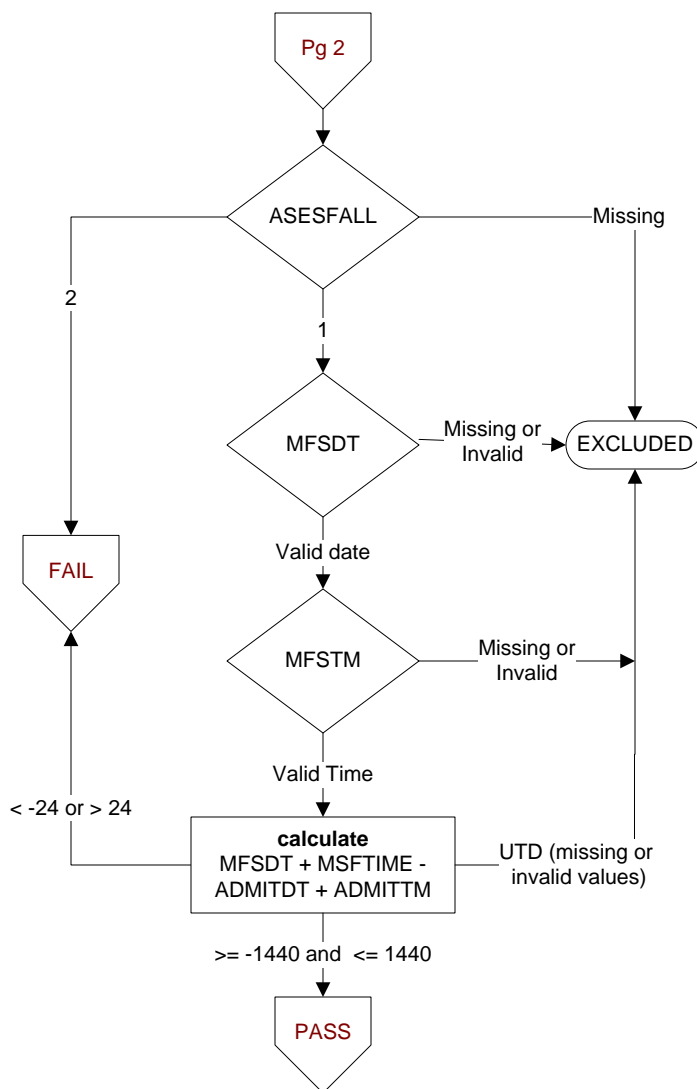 Pg 2
ASESFALL
Missing
2
1
MFSDT
Missing or
Invalid
EXCLUDED
Valid date
FAIL
MFSTM
Missing or
Invalid
Valid Time
< -24 or > 24
calculate
MFSDT + MSFTIME -
ADMITDT + ADMITTM
UTD (missing or
invalid values)
>= -1440 and <= 1440
PASS